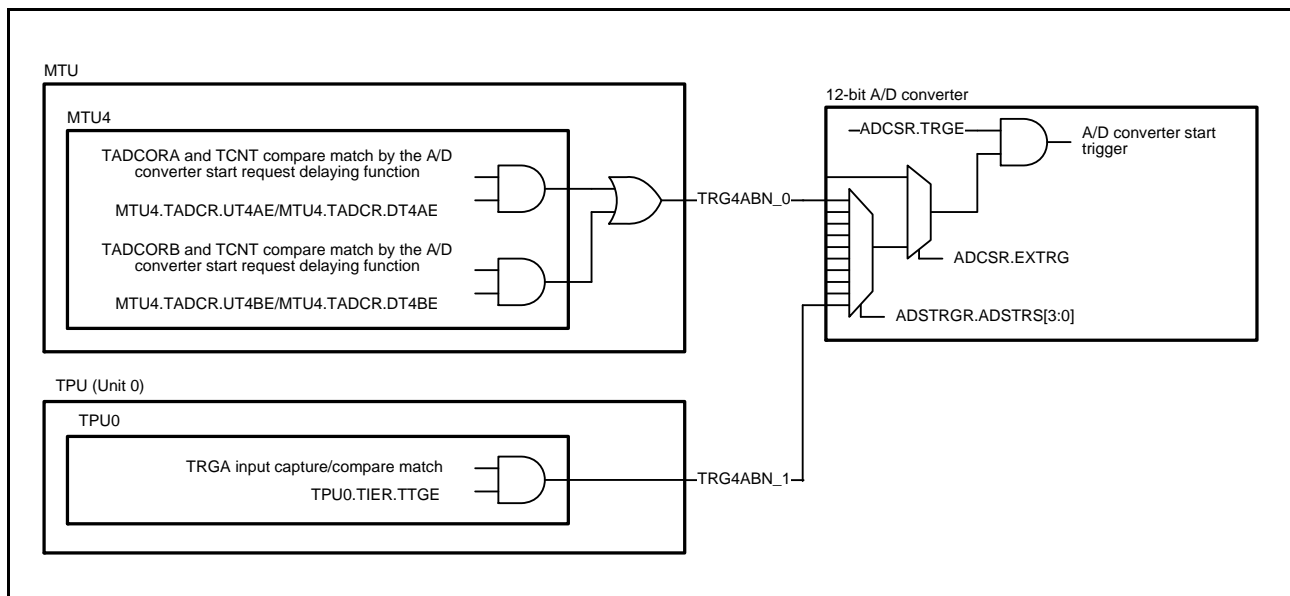 MTU
MTU4
TADCORA and TCNT compare match by the A/D
converter start request delaying function
MTU4.TADCR.UT4AE/MTU4.TADCR.DT4AE
TADCORB and TCNT compare match by the A/D
converter start request delaying function
MTU4.TADCR.UT4BE/MTU4.TADCR.DT4BE
TRG4ABN_0
12-bit A/D converter
ADCSR.TRGE
A/D converter start
trigger
ADCSR.EXTRG
ADSTRGR.ADSTRS[3:0]
TPU (Unit 0)
TPU0
TRGA input capture/compare match
TPU0.TIER.TTGE
TRG4ABN_1